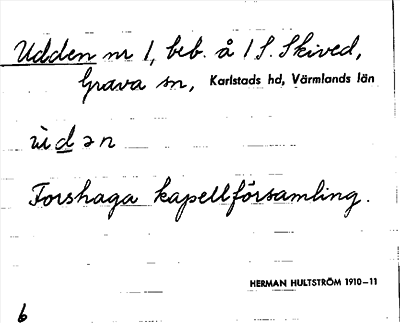 Udden nr 1, beb. å 1 S. Skived,
Grava sn, Karlstads hd, Värmlands län
ùdən
Forshaga kapellförsamling.
HERMAN HULTSTRÖM 1910–11
6